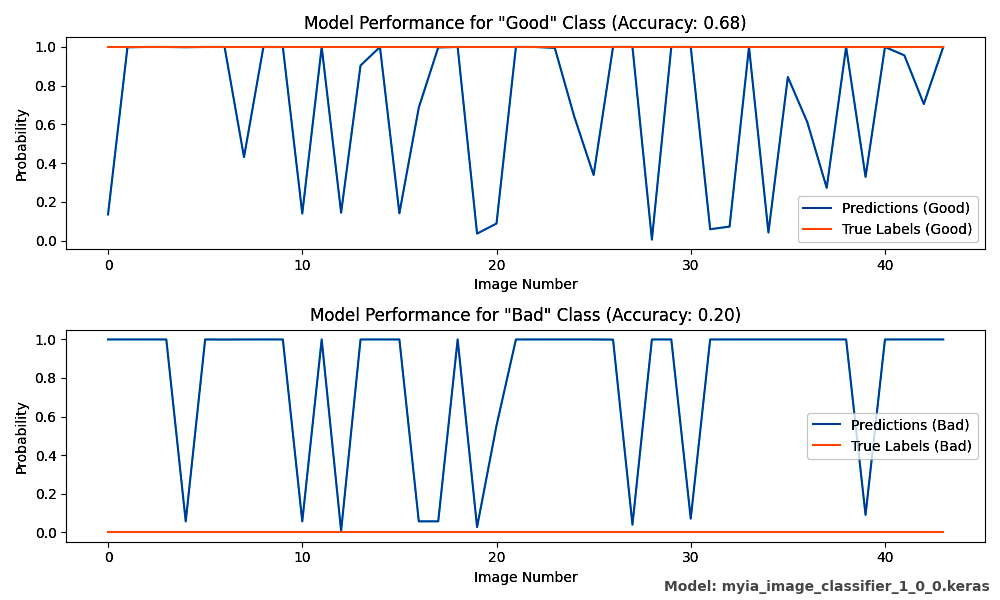 Model Performance for "Good" Class (Accuracy: 0.68)
1.0
0.8
0.6
0.4
0.2
0.0
Probability
Predictions (Good)
True Labels (Good)
0 10 20 30 40
Image Number
Model Performance for "Bad" Class (Accuracy: 0.20)
1.0
0.8
0.6
0.4
0.2
0.0
Probability
Predictions (Bad)
True Labels (Bad)
0 10 20 30 40
Image Number
Model: myia_image_classifier_1_0_0.keras